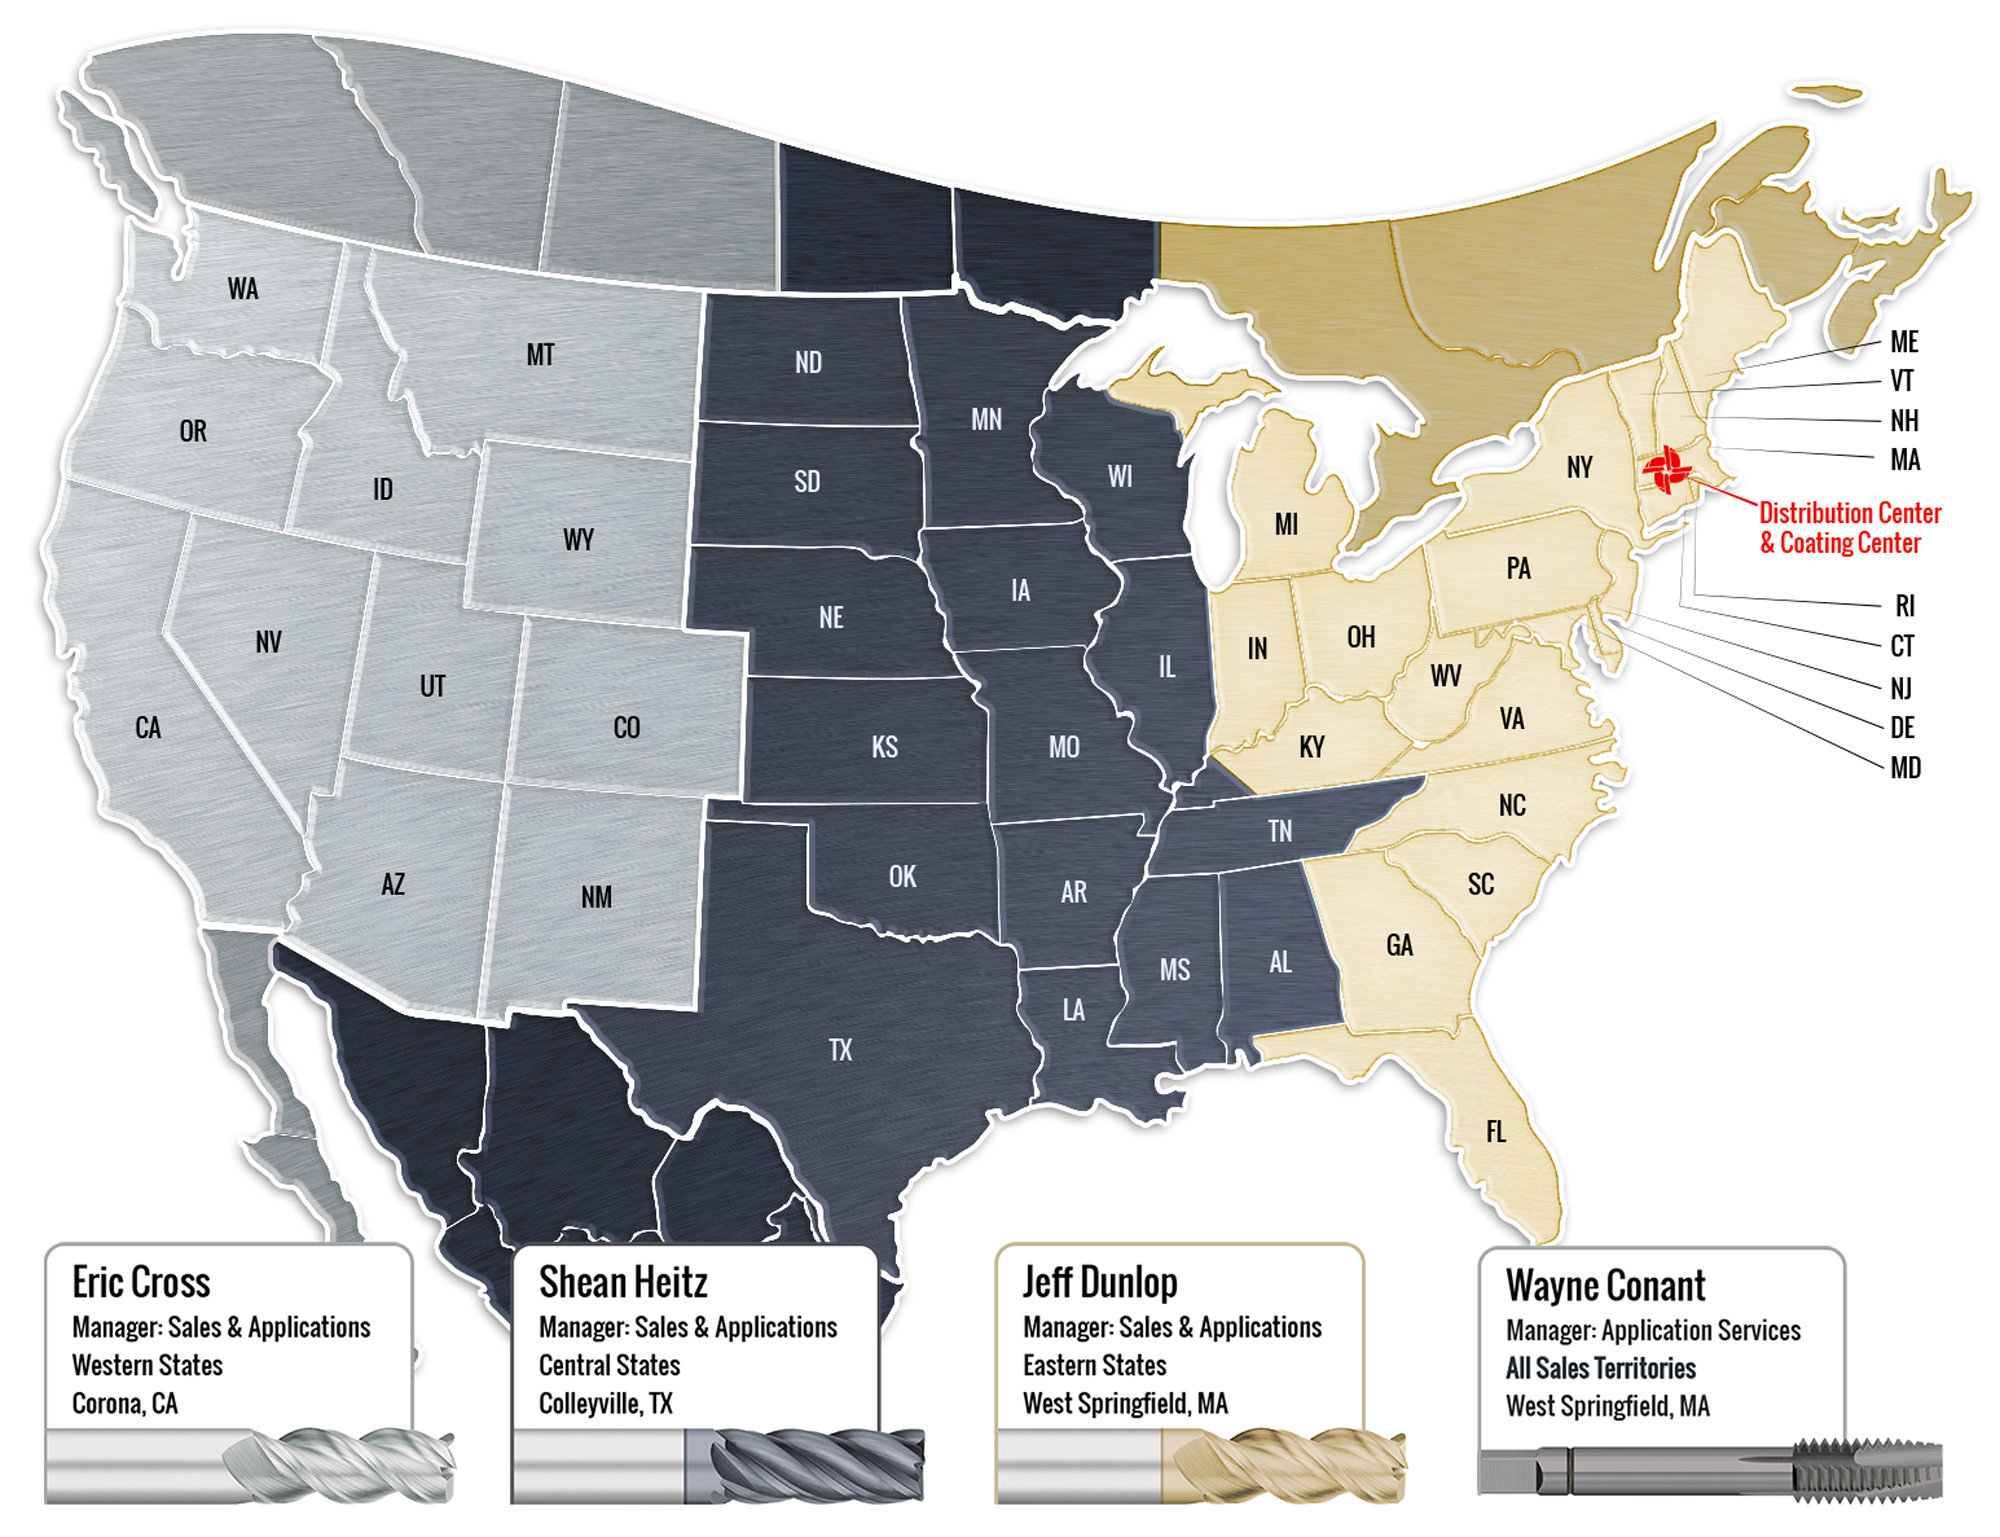 WA
MT
ND
MN
OR
ID
SD
WI
WY
NE
IA
NV
UT
CO
CA
KS
MO
IL
AZ
NM
OK
AR
TN
TX
LA
MS
AL
MI
NY
PA
IN
OH
WV
VA
KY
NC
SC
GA
FL
ME
VT
NH
MA
Distribution Center
& Coating Center
RI
CT
NJ
DE
MD
Eric Cross
Manager: Sales & Applications
Western States
Corona, CA
Shean Heitz
Manager: Sales & Applications
Central States
Colleyville, TX
Jeff Dunlop
Manager: Sales & Applications
Eastern States
West Springfield, MA
Wayne Conant
Manager: Application Services
All Sales Territories
West Springfield, MA